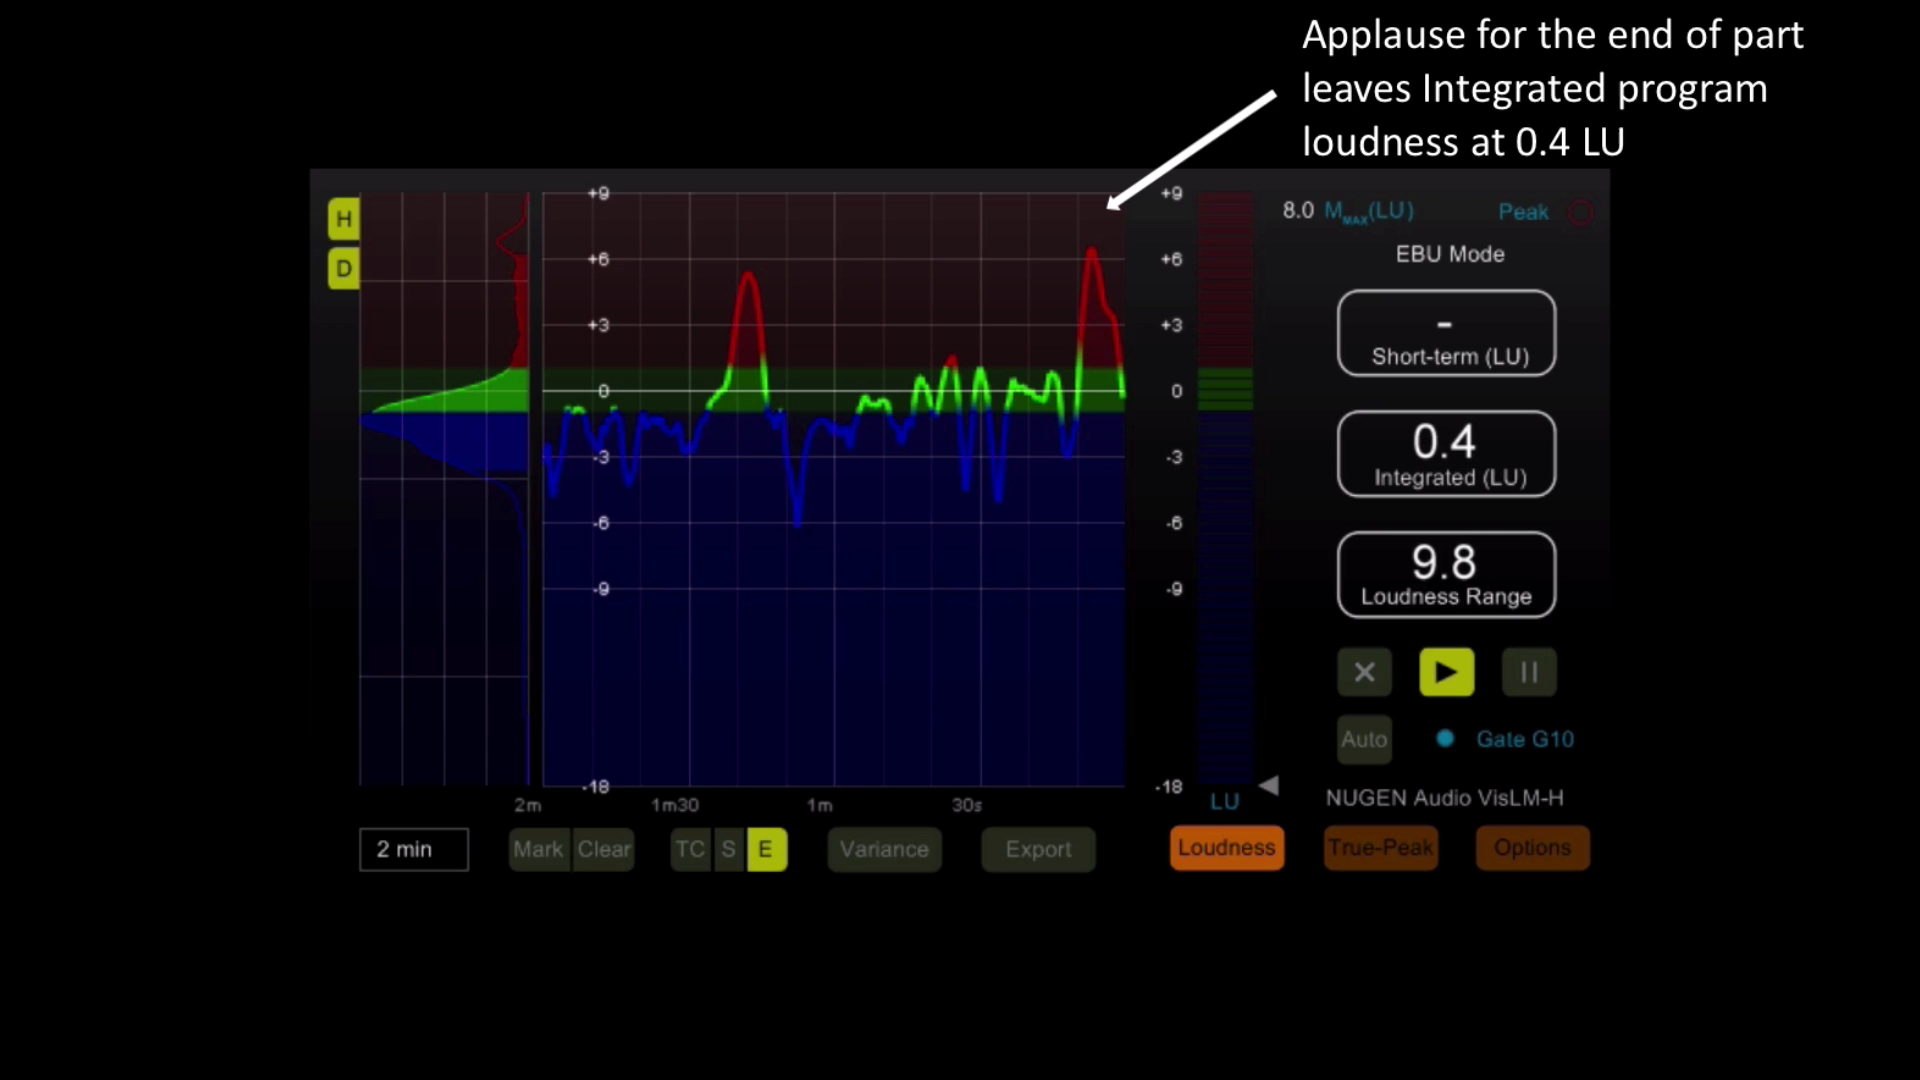 Applause for the end of part
leaves Integrated program
loudness at 0.4 LU
H
D
+9
+6
+3
0
-3
-6
-9
-18
2m
1m30
1m
30s
+9
+6
+3
0
-3
-6
-9
-18
LU
8.0 MMAX(LU) Peak
EBU Mode
-
Short-term (LU)
0.4
Integrated (LU)
9.8
Loudness Range
Auto
Gate G10
NUGEN Audio VisLM-H
2 min
Mark Clear
TC S E
Variance
Export
Loudness
True-Peak
Options